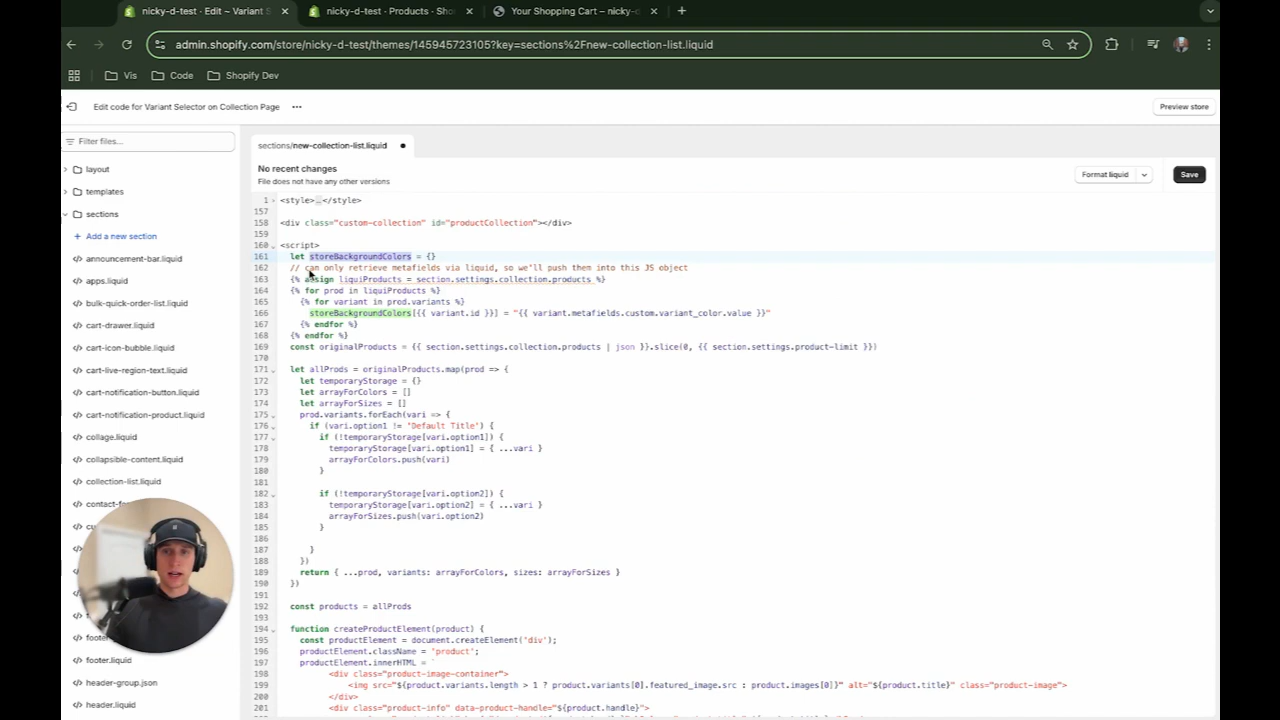 nicky-d-test · Edit ~ Variant S
nicky-d-test · Products · Sho
Your Shopping Cart – nicky-d
admin.shopify.com/store/nicky-d-test/themes/145945723105?key=sections%2Fnew-collection-list.liquid
Vis
Code
Shopify Dev
Edit code for Variant Selector on Collection Page
Preview store
Filter files...
sections/new-collection-list.liquid
No recent changes
File does not have any other versions
Format liquid
Save
layout
templates
sections
Add a new section
announcement-bar.liquid
apps.liquid
bulk-quick-order-list.liquid
cart-drawer.liquid
cart-icon-bubble.liquid
cart-live-region-text.liquid
cart-notification-button.liquid
cart-notification-product.liquid
collage.liquid
collapsible-content.liquid
collection-list.liquid
contact-fo
footer.liquid
header-group.json
header.liquid
1 <style>…</style>
157
158 <div class="custom-collection" id="productCollection"></div>
159
160 <script>
161 let storeBackgroundColors = {}
162 // can only retrieve metafields via liquid, so we'll push them into this JS object
163 {% assign liquiProducts = section.settings.collection.products %}
164 {% for prod in liquiProducts %}
165 {% for variant in prod.variants %}
166 storeBackgroundColors[{{ variant.id }}] = "{{ variant.metafields.custom.variant_color.value }}"
167 {% endfor %}
168 {% endfor %}
169 const originalProducts = {{ section.settings.collection.products | json }}.slice(0, {{ section.settings.product-limit }})
170
171 let allProds = originalProducts.map(prod => {
172 let temporaryStorage = {}
173 let arrayForColors = []
174 let arrayForSizes = []
175 prod.variants.forEach(vari => {
176 if (vari.option1 != 'Default Title') {
177 if (!temporaryStorage[vari.option1]) {
178 temporaryStorage[vari.option1] = { ...vari }
179 arrayForColors.push(vari)
180 }
181
182 if (!temporaryStorage[vari.option2]) {
183 temporaryStorage[vari.option2] = { ...vari }
184 arrayForSizes.push(vari.option2)
185 }
186
187 }
188 })
189 return { ...prod, variants: arrayForColors, sizes: arrayForSizes }
190 })
191
192 const products = allProds
193
194 function createProductElement(product) {
195 const productElement = document.createElement('div');
196 productElement.className = 'product';
197 productElement.innerHTML = `
198 <div class="product-image-container">
199 <img src="${product.variants.length > 1 ? product.variants[0].featured_image.src : product.images[0]}" alt="${product.title}" class="product-image">
200 </div>
201 <div class="product-info" data-product-handle="${product.handle}">